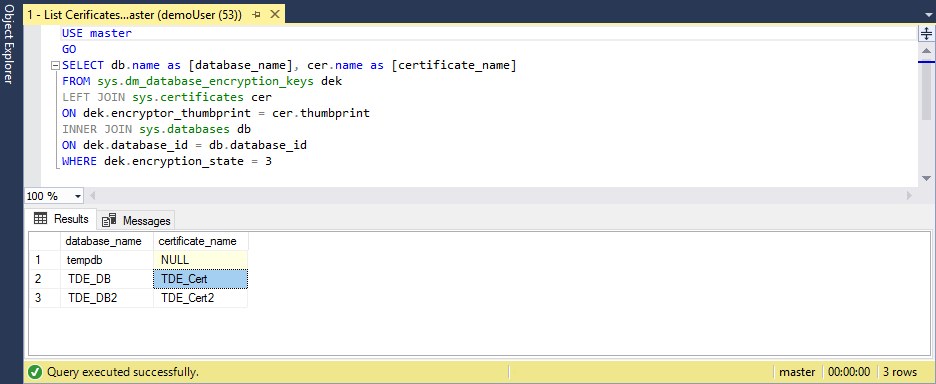 Object Explorer
1 - List Cerificates...aster (demoUser (53))
USE master
GO
SELECT db.name as [database_name], cer.name as [certificate_name]
FROM sys.dm_database_encryption_keys dek
LEFT JOIN sys.certificates cer
ON dek.encryptor_thumbprint = cer.thumbprint
INNER JOIN sys.databases db
ON dek.database_id = db.database_id
WHERE dek.encryption_state = 3
100 %
Results Messages
database_name certificate_name
1 tempdb NULL
2 TDE_DB TDE_Cert
3 TDE_DB2 TDE_Cert2
Query executed successfully. master 00:00:00 3 rows